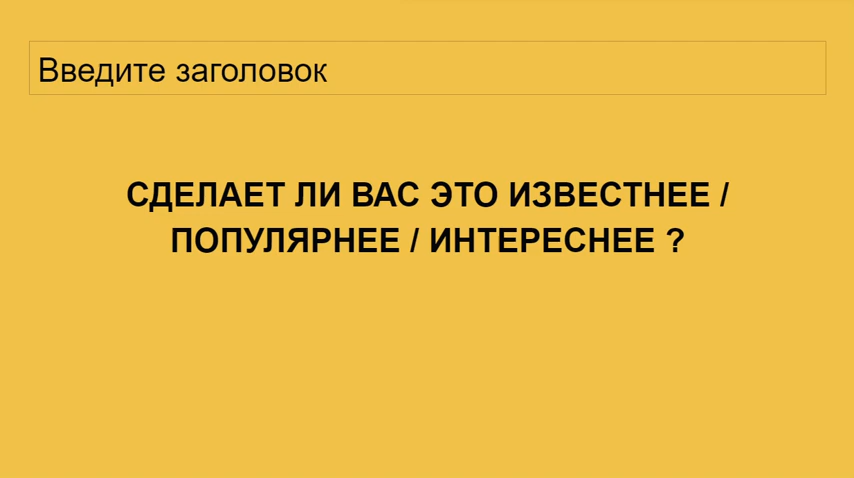 Введите заголовок
СДЕЛАЕТ ЛИ ВАС ЭТО ИЗВЕСТНЕЕ /
ПОПУЛЯРНЕЕ / ИНТЕРЕСНЕЕ ?